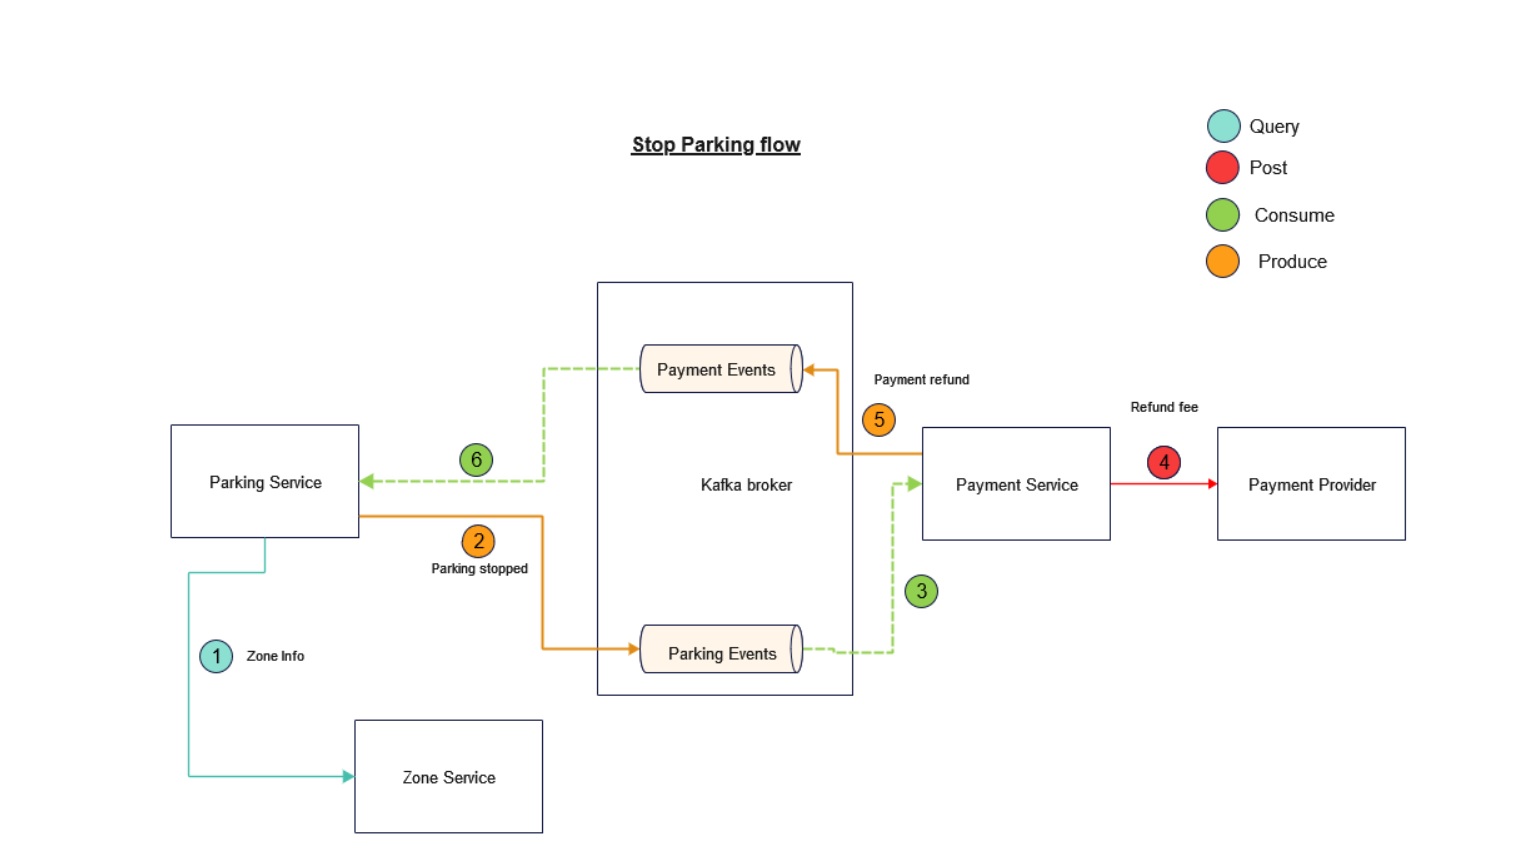 Stop Parking flow
Query
Post
Consume
Produce
Payment Events
Payment refund
5
Refund fee
6
4
Parking Service
Kafka broker
Payment Service
Payment Provider
2
Parking stopped
3
Parking Events
1
Zone Info
Zone Service